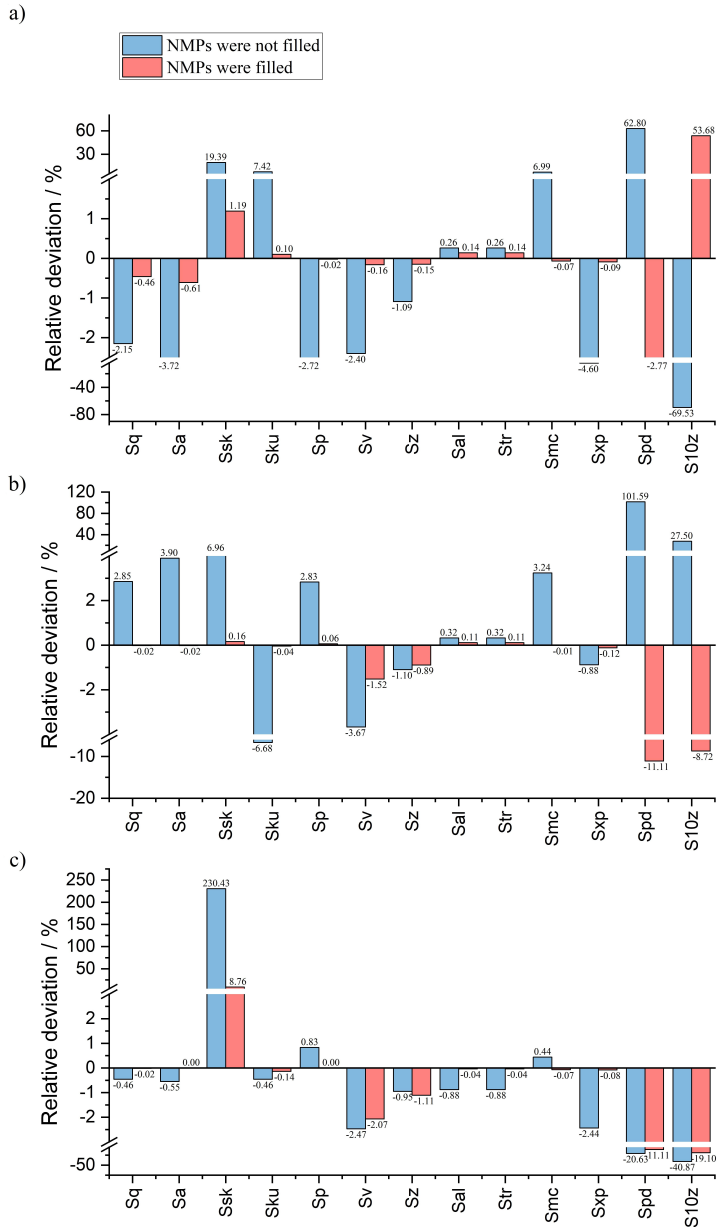 a)
NMPs were not filled
NMPs were filled
Relative deviation / %
60
30
1
0
-1
-2
-40
-80
-2.15
-0.46
-3.72
-0.61
19.39
1.19
7.42
0.10
-2.72
-0.02
-2.40
-0.16
-1.09
-0.15
0.26
0.14
0.26
0.14
6.99
-0.07
-4.60
-0.09
62.80
-2.77
-69.53
53.68
Sq
Sa
Ssk
Sku
Sp
Sv
Sz
Sal
Str
Smc
Sxp
Spd
S10z
b)
Relative deviation / %
120
80
40
2
0
-2
-10
-20
2.85
-0.02
3.90
-0.02
6.96
0.16
-6.68
-0.04
2.83
0.06
-3.67
-1.52
-1.10
-0.89
0.32
0.11
0.32
0.11
3.24
-0.01
-0.88
-0.12
101.59
-11.11
27.50
-8.72
Sq
Sa
Ssk
Sku
Sp
Sv
Sz
Sal
Str
Smc
Sxp
Spd
S10z
c)
Relative deviation / %
250
200
150
100
50
2
1
0
-1
-2
-50
-0.46
-0.02
-0.55
0.00
230.43
8.76
-0.46
-0.14
0.83
0.00
-2.47
-2.07
-0.95
-1.11
-0.88
-0.04
-0.88
-0.04
0.44
-0.07
-2.44
-0.08
-20.63
-11.11
-40.87
-19.10
Sq
Sa
Ssk
Sku
Sp
Sv
Sz
Sal
Str
Smc
Sxp
Spd
S10z